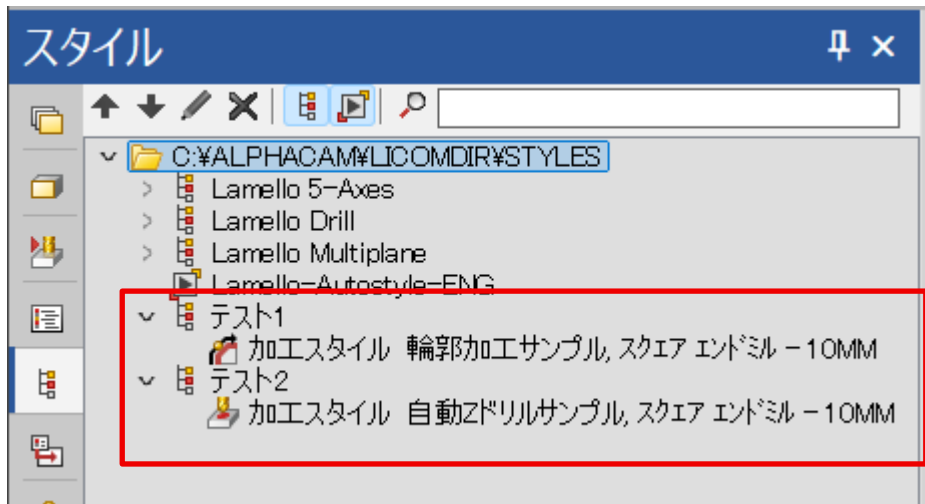 スタイル
C:¥ALPHACAM¥LICOMDIR¥STYLES
Lamello 5-Axes
Lamello Drill
Lamello Multiplane
Lamello-Autostyle-ENG
テスト1
加工スタイル 輪郭加工サンプル, スクエア エンドミル - 10MM
テスト2
加工スタイル 自動Zドリルサンプル, スクエア エンドミル - 10MM